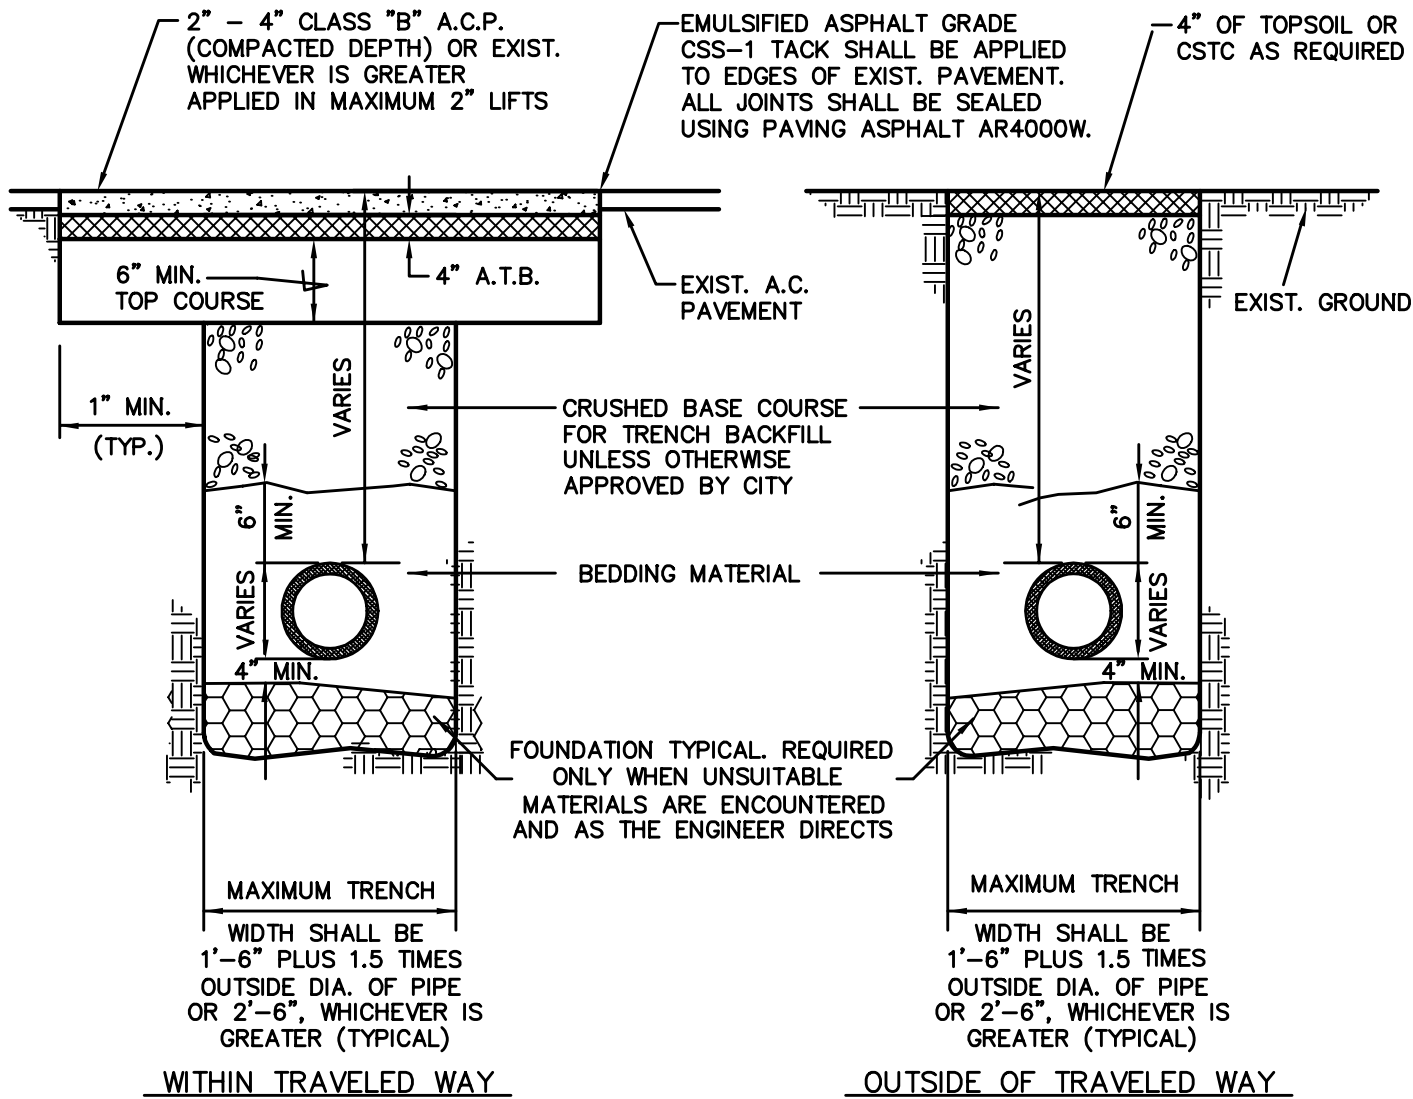 2" – 4" CLASS "B" A.C.P.
(COMPACTED DEPTH) OR EXIST.
WHICHEVER IS GREATER
APPLIED IN MAXIMUM 2" LIFTS
EMULSIFIED ASPHALT GRADE
CSS–1 TACK SHALL BE APPLIED
TO EDGES OF EXIST. PAVEMENT.
ALL JOINTS SHALL BE SEALED
USING PAVING ASPHALT AR4000W.
4" OF TOPSOIL OR
CSTC AS REQUIRED
6" MIN.
TOP COURSE
4" A.T.B.
EXIST. A.C.
PAVEMENT
EXIST. GROUND
VARIES
VARIES
1" MIN.
(TYP.)
CRUSHED BASE COURSE
FOR TRENCH BACKFILL
UNLESS OTHERWISE
APPROVED BY CITY
6"
MIN.
6"
MIN.
BEDDING MATERIAL
VARIES
VARIES
4" MIN.
4" MIN.
FOUNDATION TYPICAL. REQUIRED
ONLY WHEN UNSUITABLE
MATERIALS ARE ENCOUNTERED
AND AS THE ENGINEER DIRECTS
MAXIMUM TRENCH
WIDTH SHALL BE
1'–6" PLUS 1.5 TIMES
OUTSIDE DIA. OF PIPE
OR 2'–6", WHICHEVER IS
GREATER (TYPICAL)
WITHIN TRAVELED WAY
MAXIMUM TRENCH
WIDTH SHALL BE
1'–6" PLUS 1.5 TIMES
OUTSIDE DIA. OF PIPE
OR 2'–6", WHICHEVER IS
GREATER (TYPICAL)
OUTSIDE OF TRAVELED WAY